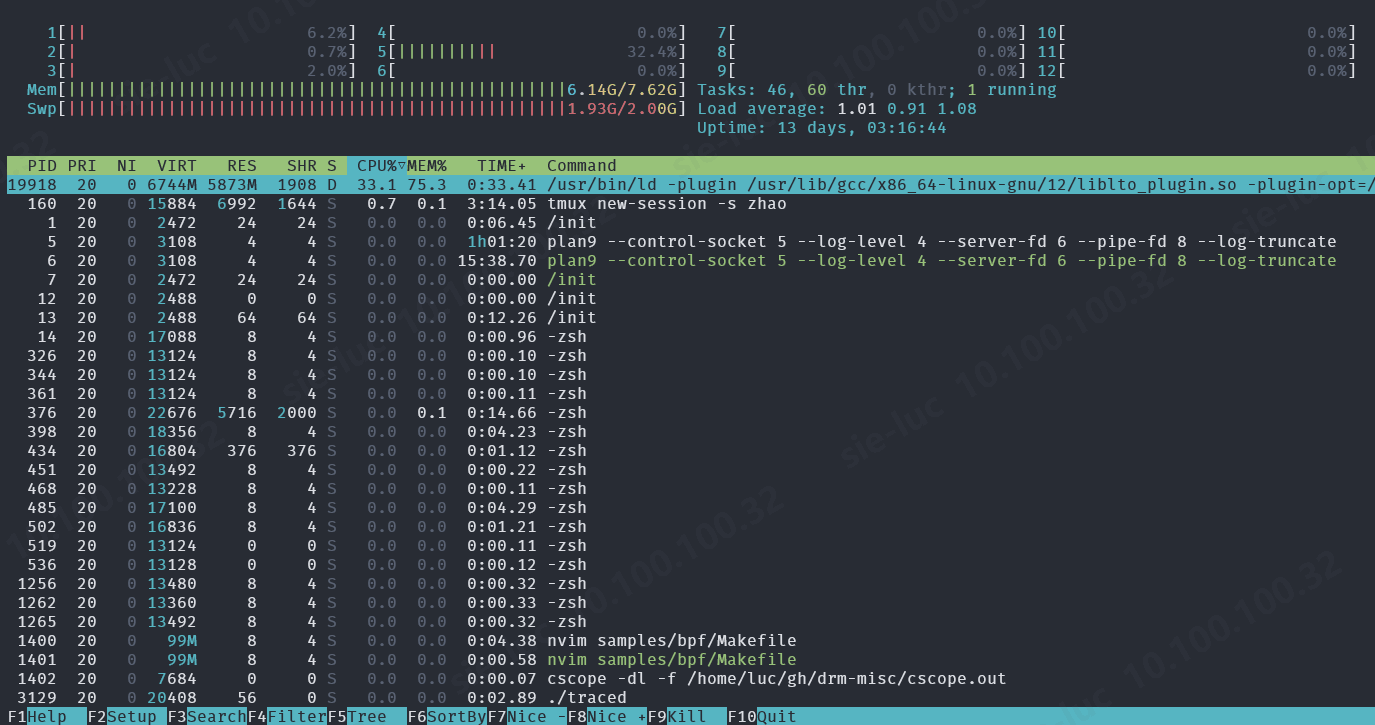 1[|| 6.2%] 4[ 0.0%] 7[ 0.0%] 10[ 0.0%]
2[| 0.7%] 5[||||||||||| 32.4%] 8[ 0.0%] 11[ 0.0%]
3[| 2.0%] 6[ 0.0%] 9[ 0.0%] 12[ 0.0%]
Mem[||||||||||||||||||||||||||||||||||||||||||||||||||6.14G/7.62G] Tasks: 46, 60 thr, 0 kthr; 1 running
Swp[||||||||||||||||||||||||||||||||||||||||||||||||||1.93G/2.00G] Load average: 1.01 0.91 1.08
Uptime: 13 days, 03:16:44
PID PRI NI VIRT RES SHR S CPU%▽MEM% TIME+ Command
19918 20 0 6744M 5873M 1908 D 33.1 75.3 0:33.41 /usr/bin/ld -plugin /usr/lib/gcc/x86_64-linux-gnu/12/liblto_plugin.so -plugin-opt=/
160 20 0 15884 6992 1644 S 0.7 0.1 3:14.05 tmux new-session -s zhao
1 20 0 2472 24 24 S 0.0 0.0 0:06.45 /init
5 20 0 3108 4 4 S 0.0 0.0 1h01:20 plan9 --control-socket 5 --log-level 4 --server-fd 6 --pipe-fd 8 --log-truncate
6 20 0 3108 4 4 S 0.0 0.0 15:38.70 plan9 --control-socket 5 --log-level 4 --server-fd 6 --pipe-fd 8 --log-truncate
7 20 0 2472 24 24 S 0.0 0.0 0:00.00 /init
12 20 0 2488 0 0 S 0.0 0.0 0:00.00 /init
13 20 0 2488 64 64 S 0.0 0.0 0:12.26 /init
14 20 0 17088 8 4 S 0.0 0.0 0:00.96 -zsh
326 20 0 13124 8 4 S 0.0 0.0 0:00.10 -zsh
344 20 0 13124 8 4 S 0.0 0.0 0:00.10 -zsh
361 20 0 13124 8 4 S 0.0 0.0 0:00.11 -zsh
376 20 0 22676 5716 2000 S 0.0 0.1 0:14.66 -zsh
398 20 0 18356 8 4 S 0.0 0.0 0:04.23 -zsh
434 20 0 16804 376 376 S 0.0 0.0 0:01.12 -zsh
451 20 0 13492 8 4 S 0.0 0.0 0:00.22 -zsh
468 20 0 13228 8 4 S 0.0 0.0 0:00.11 -zsh
485 20 0 17100 8 4 S 0.0 0.0 0:04.29 -zsh
502 20 0 16836 8 4 S 0.0 0.0 0:01.21 -zsh
519 20 0 13124 0 0 S 0.0 0.0 0:00.11 -zsh
536 20 0 13128 0 0 S 0.0 0.0 0:00.12 -zsh
1256 20 0 13480 8 4 S 0.0 0.0 0:00.32 -zsh
1262 20 0 13360 8 4 S 0.0 0.0 0:00.33 -zsh
1265 20 0 13492 8 4 S 0.0 0.0 0:00.32 -zsh
1400 20 0 99M 8 4 S 0.0 0.0 0:04.38 nvim samples/bpf/Makefile
1401 20 0 99M 8 4 S 0.0 0.0 0:00.58 nvim samples/bpf/Makefile
1402 20 0 7684 0 0 S 0.0 0.0 0:00.07 cscope -dl -f /home/luc/gh/drm-misc/cscope.out
3129 20 0 20408 56 0 S 0.0 0.0 0:02.89 ./traced
F1Help F2Setup F3SearchF4FilterF5Tree F6SortByF7Nice -F8Nice +F9Kill F10Quit
sie-luc 10.100.100.32